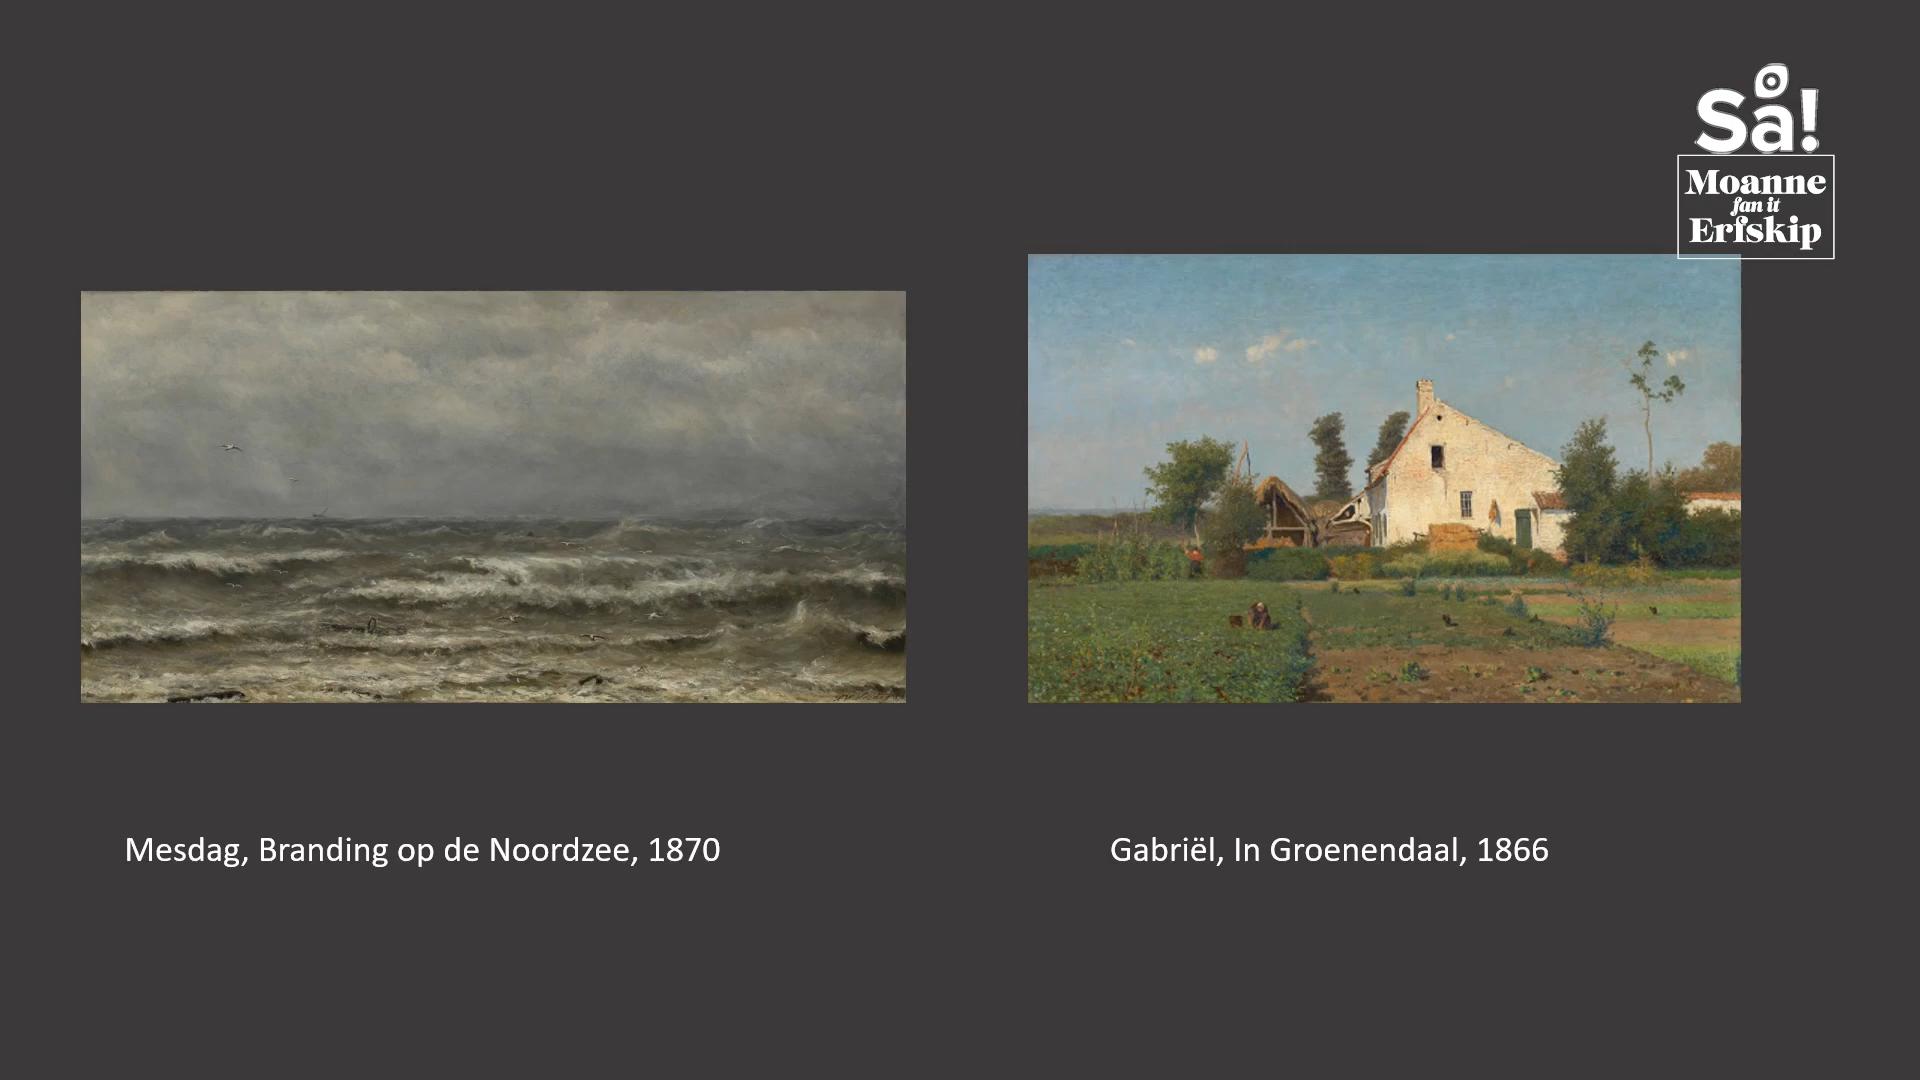 Så!
Moanne
fan it
Erfskip
Mesdag, Branding op de Noordzee, 1870
Gabriël, In Groenendaal, 1866